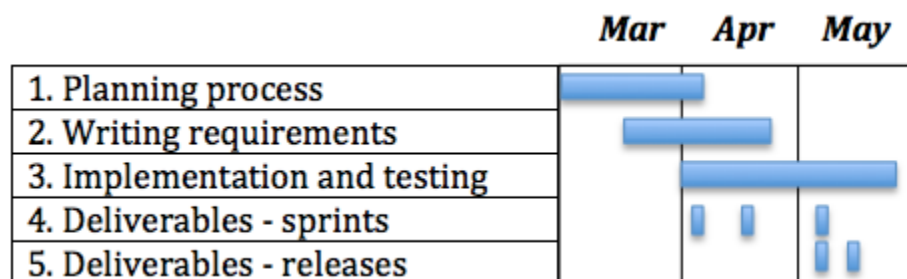 Mar Apr May
1. Planning process
2. Writing requirements
3. Implementation and testing
4. Deliverables - sprints
5. Deliverables - releases